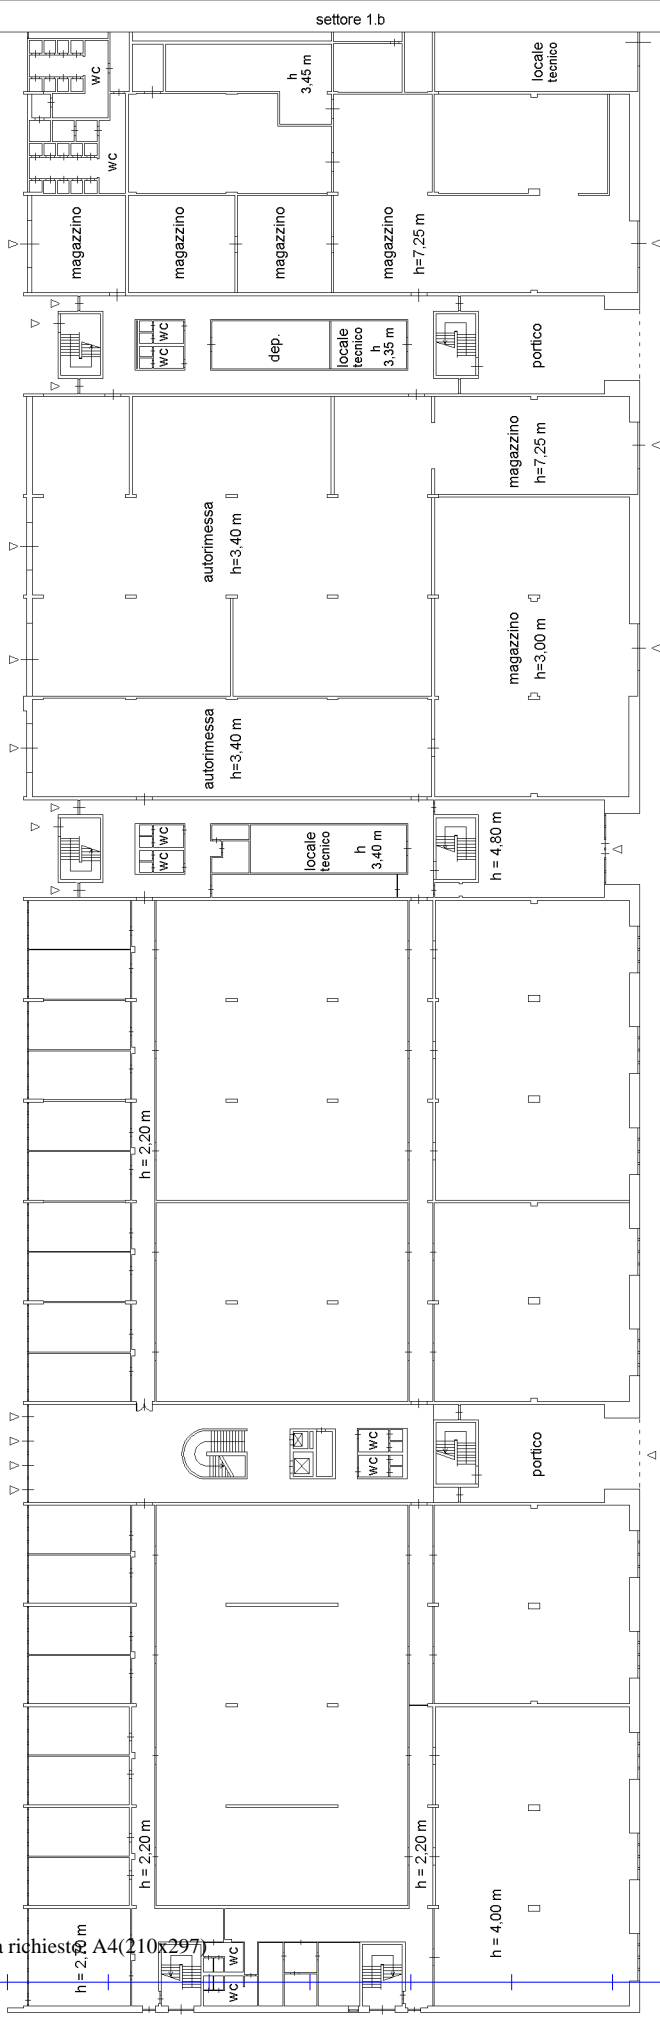 settore 1.b
wc
h
3,45 m
locale
tecnico
wc
magazzino
magazzino
magazzino
magazzino
h=7,25 m
wc
wc
dep.
locale
tecnico
h
3,35 m
portico
magazzino
h=7,25 m
autorimessa
h=3,40 m
magazzino
h=3,00 m
autorimessa
h=3,40 m
wc
wc
locale
tecnico
h
3,40 m
h = 4,80 m
h = 2,20 m
wc
wc
portico
h = 2,20 m
h = 2,20 m
h = 4,00 m
richieste: A4(210x297)
wc
wc